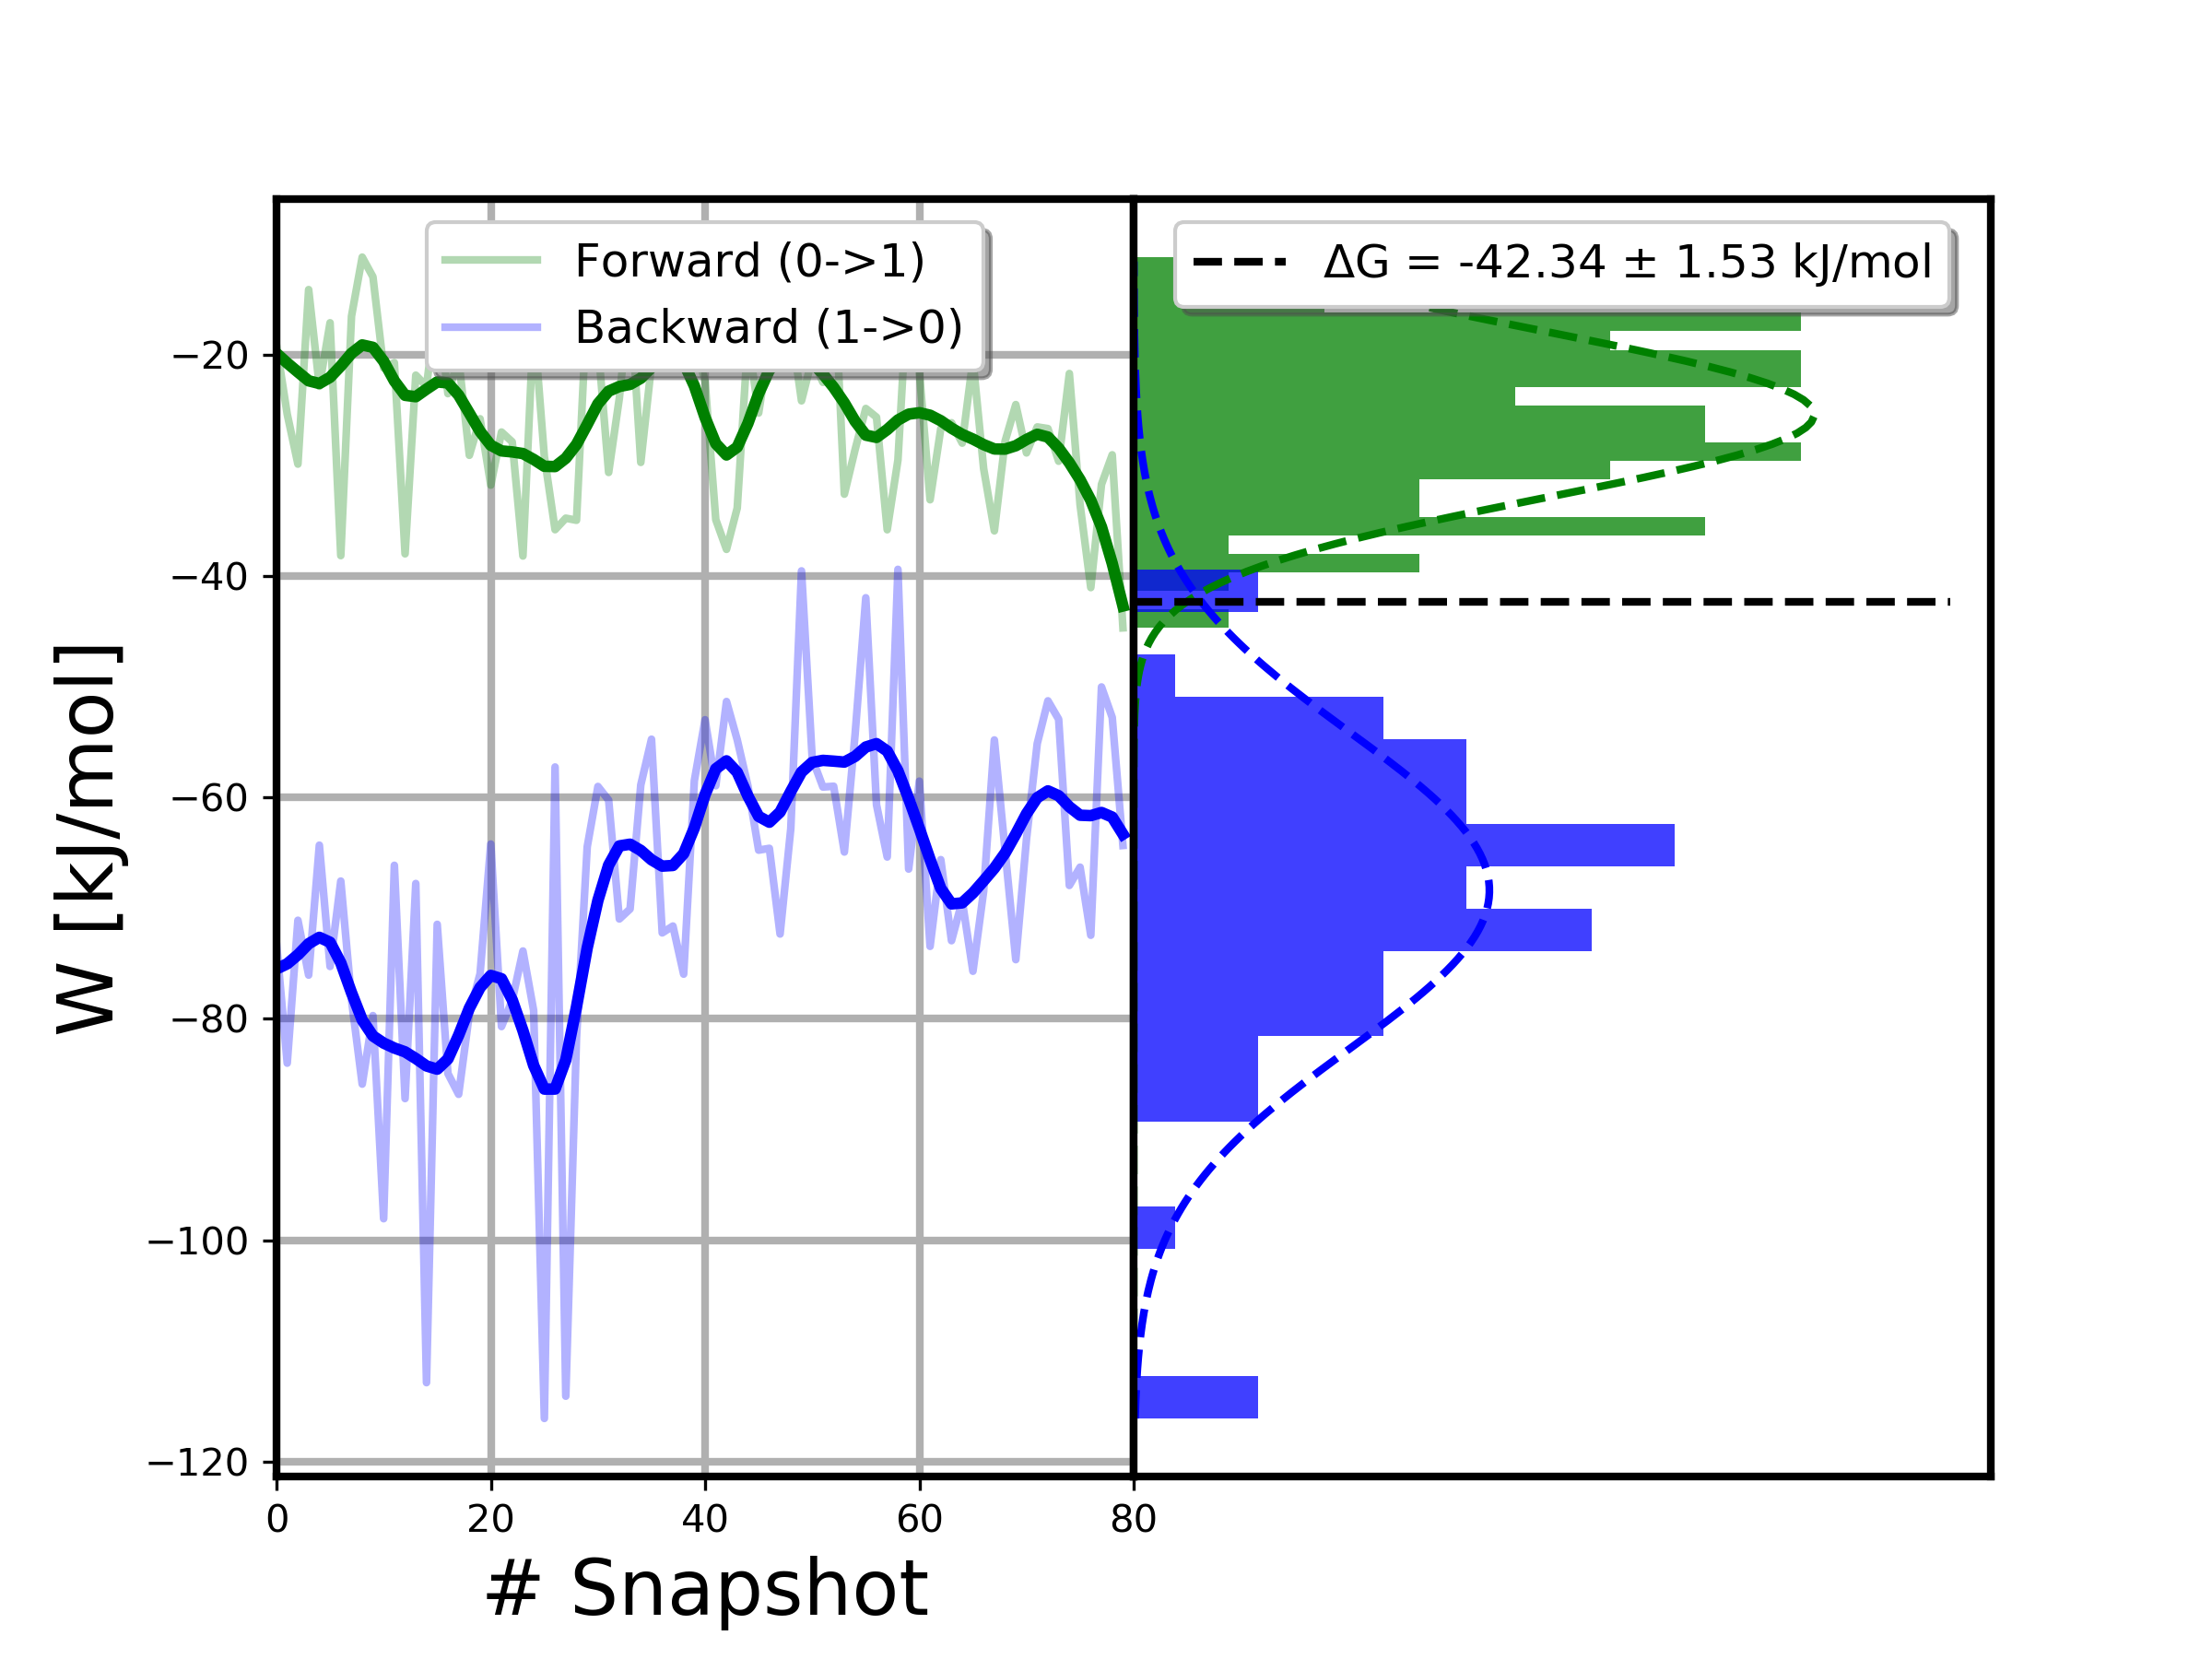 Forward (0->1)
Backward (1->0)
ΔG = -42.34 ± 1.53 kJ/mol
W [kJ/mol]
−20
−40
−60
−80
−100
−120
0 20 40 60 80
# Snapshot